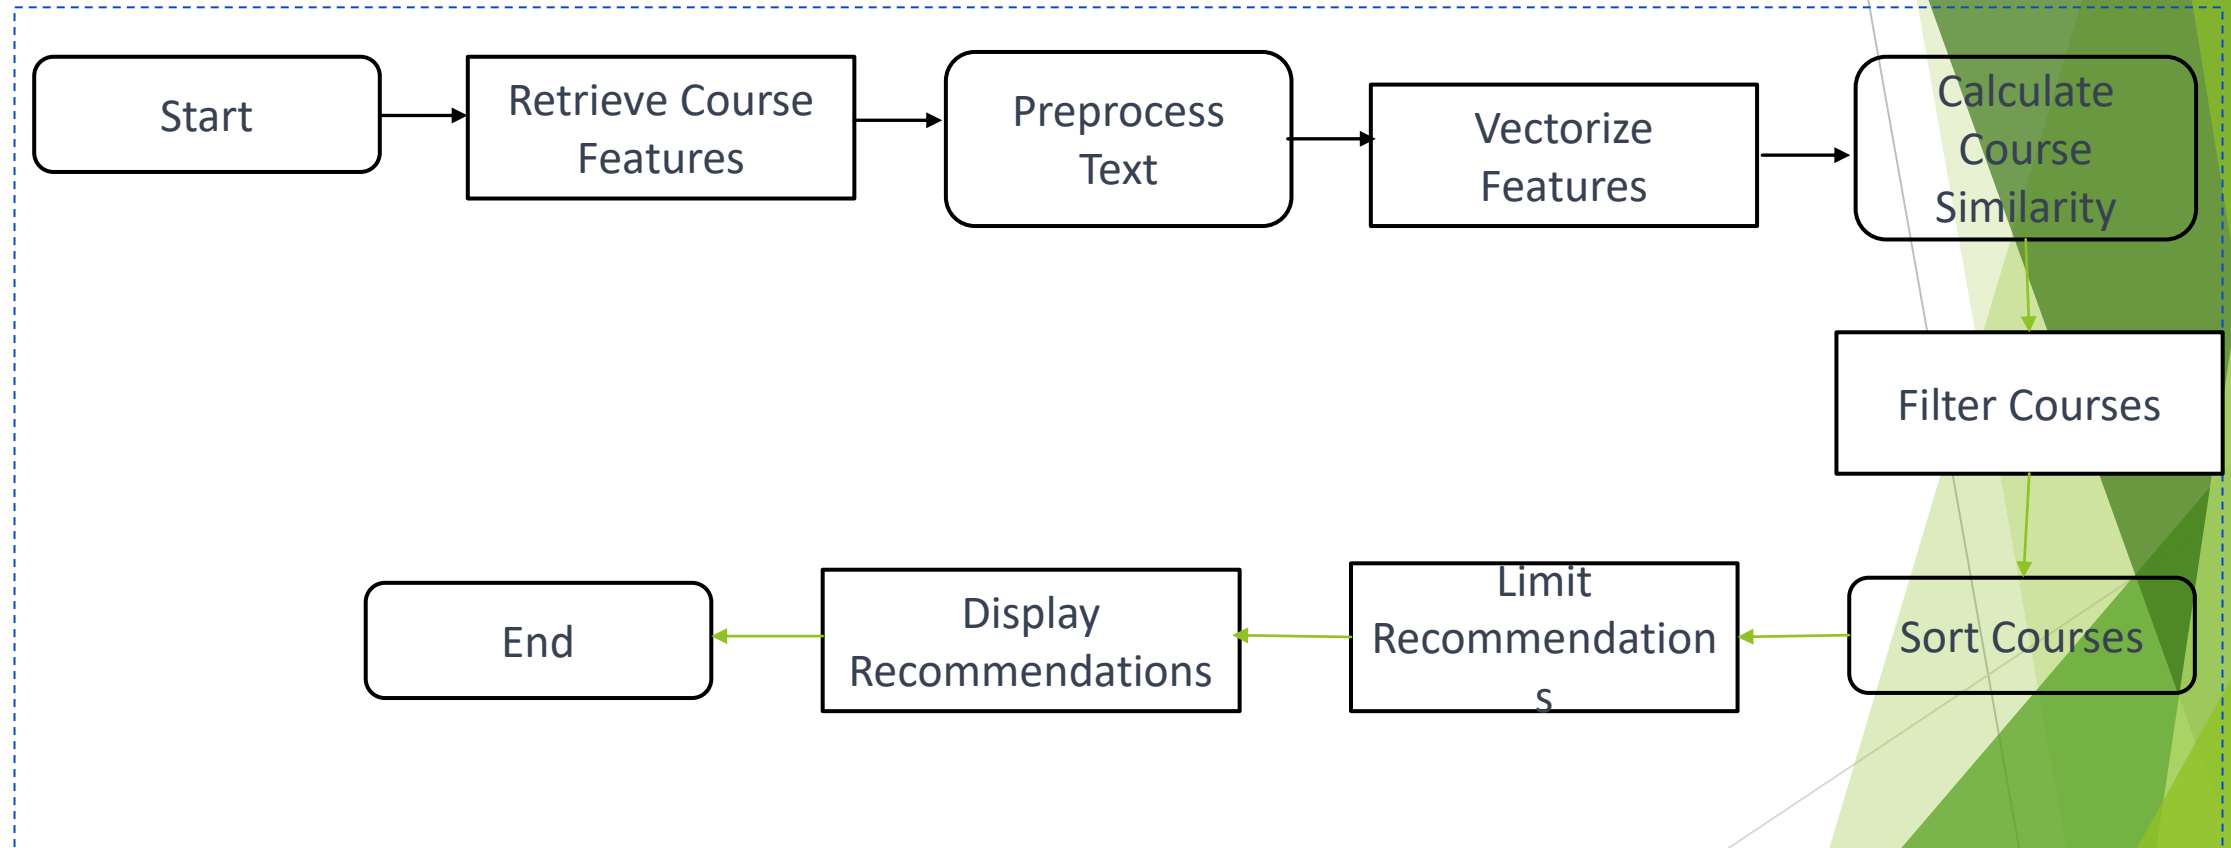 Start
Retrieve Course
Features
Preprocess
Text
Vectorize
Features
Calculate
Course
Similarity
Filter Courses
Sort Courses
Limit
Recommendation
s
Display
Recommendations
End